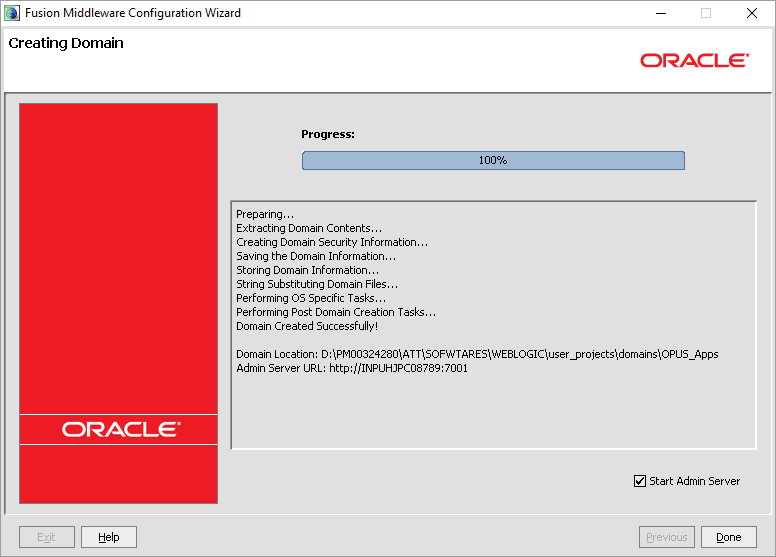 Fusion Middleware Configuration Wizard
Creating Domain
ORACLE®
Progress:
100%
Preparing...
Extracting Domain Contents...
Creating Domain Security Information...
Saving the Domain Information...
Storing Domain Information...
String Substituting Domain Files...
Performing OS Specific Tasks...
Performing Post Domain Creation Tasks...
Domain Created Successfully!
Domain Location: D:\PM00324280\ATT\SOFWTARES\WEBLOGIC\user_projects\domains\OPUS_Apps
Admin Server URL: http://INPUHJPC08789:7001
ORACLE®
Start Admin Server
Exit
Help
Previous
Done